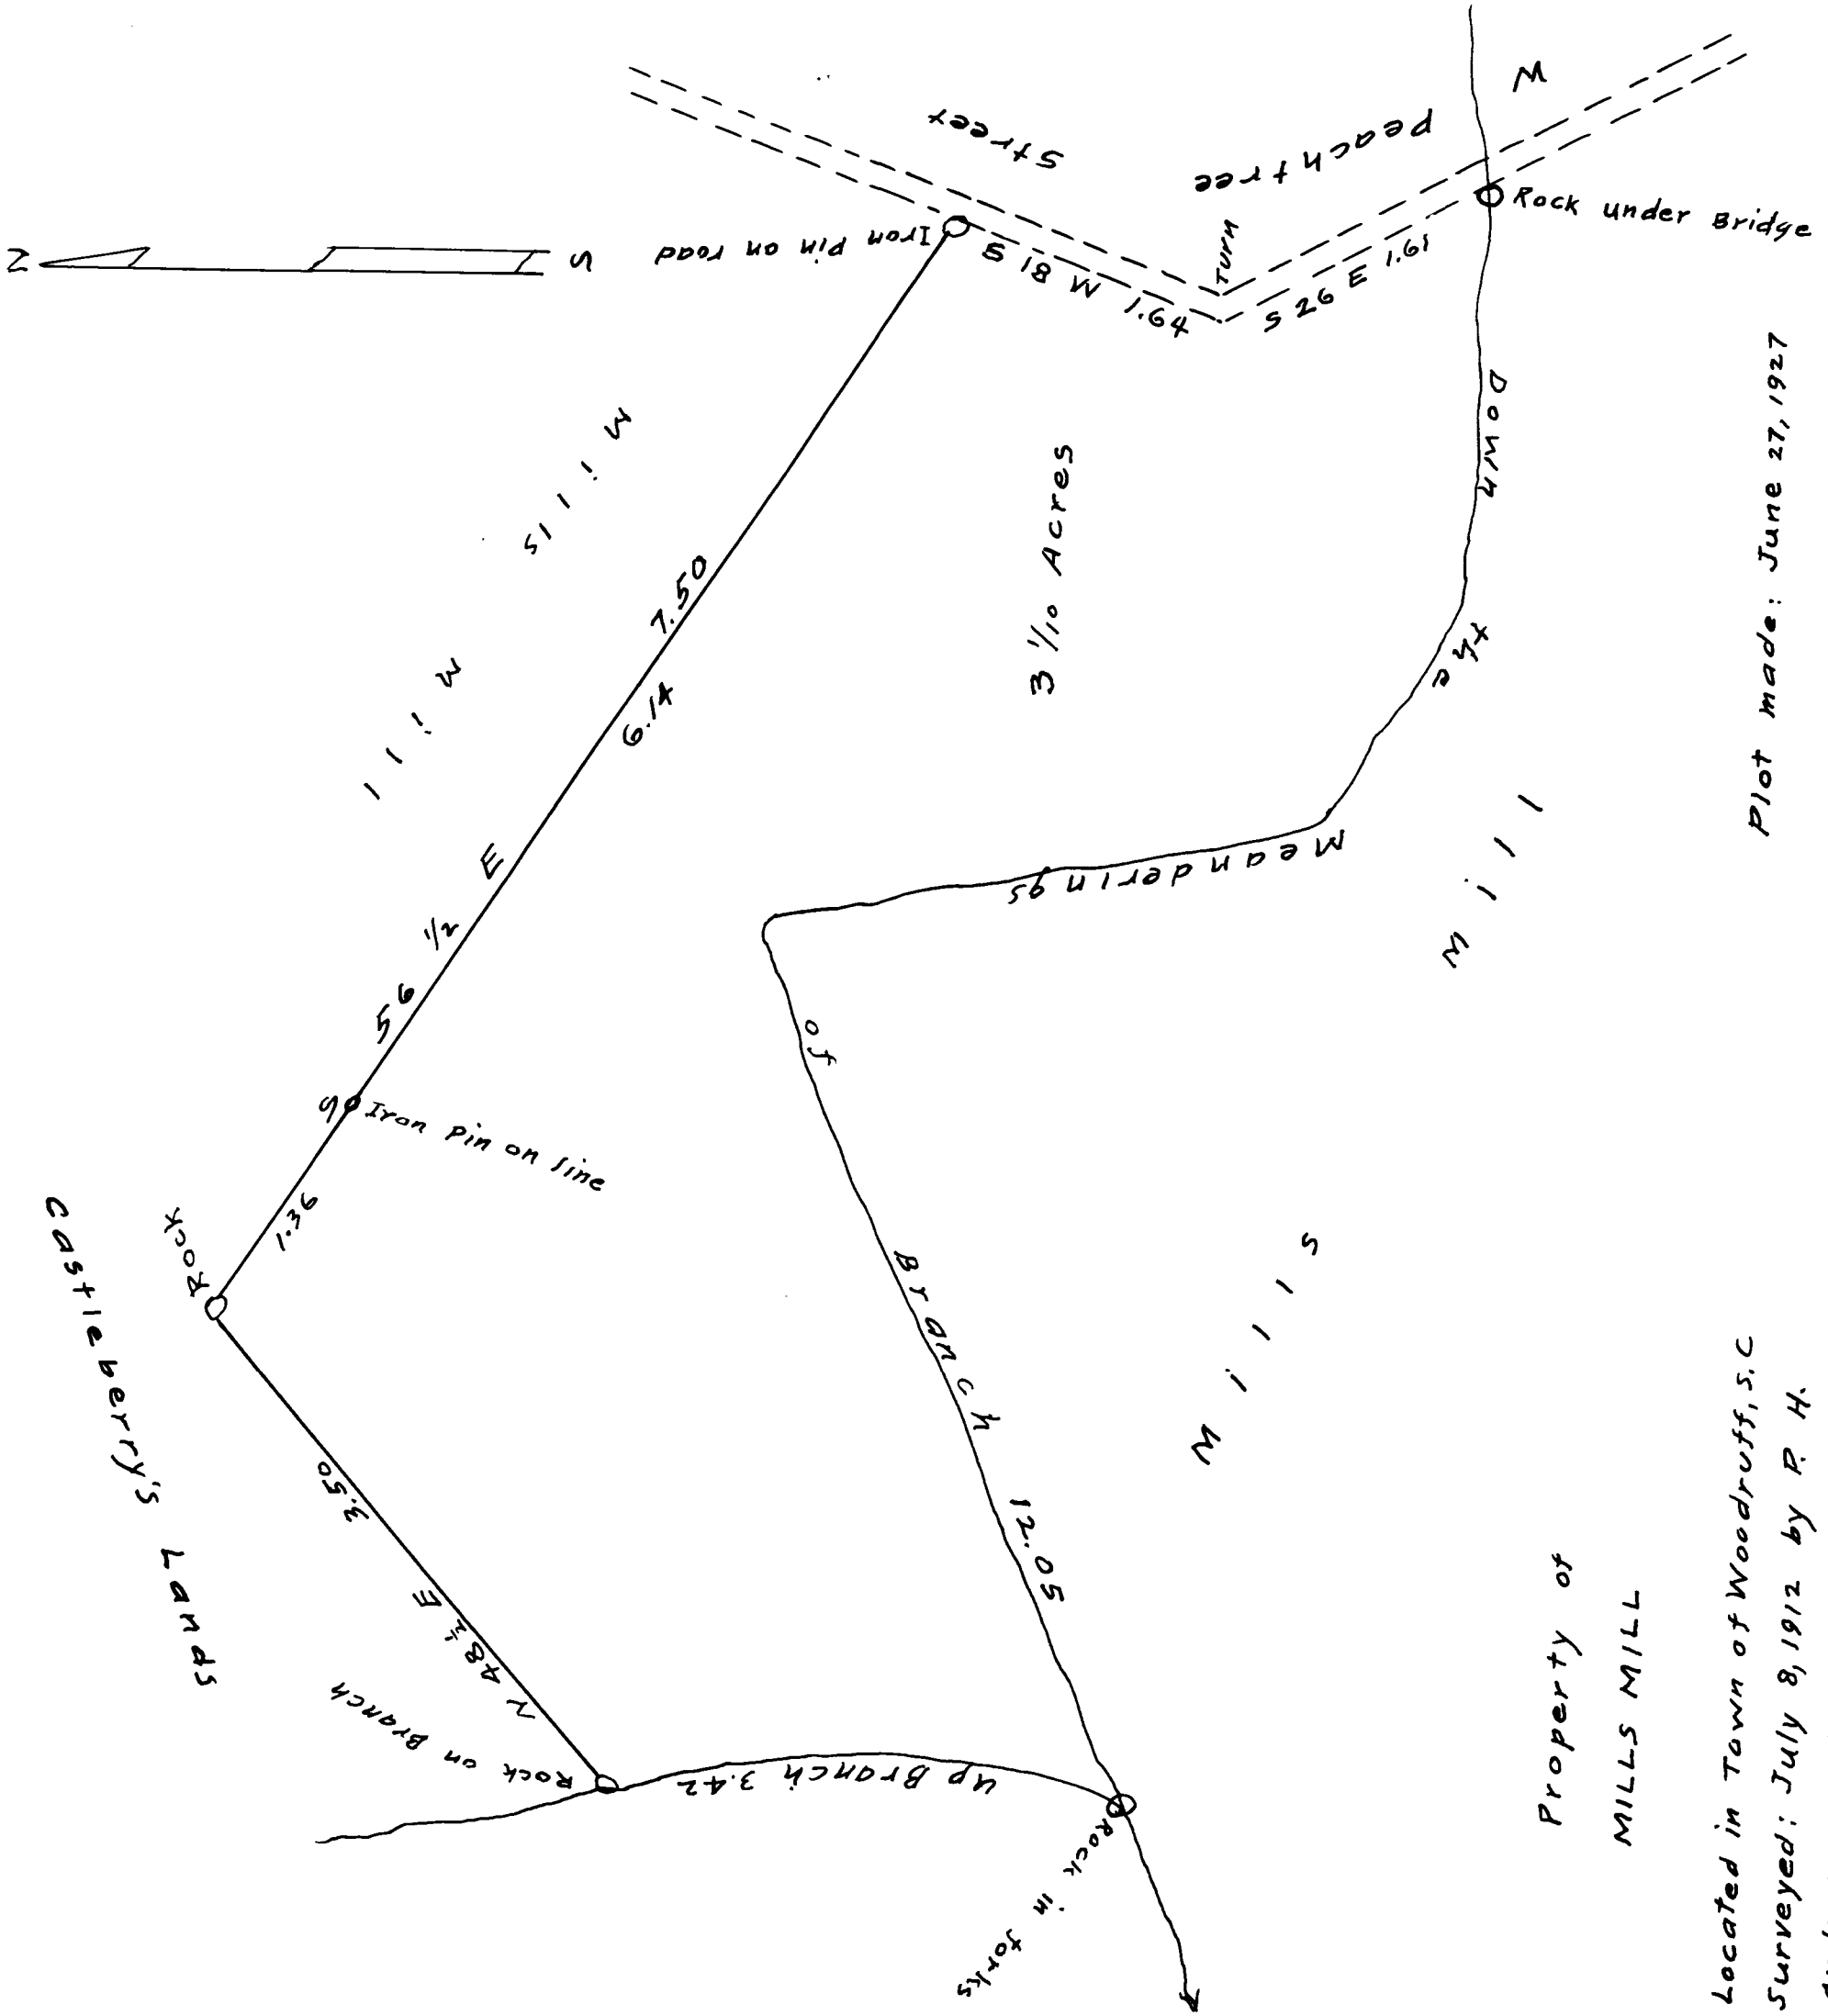 N
S
Castleberry's Lands
Rock
1.36
Iron pin on line
S 56 1/2 E
6.14
7.50
Mill
Mills
Iron pin on road
Street
Peachtree
S 18 W 1.64
Turn
S 26 E 1.61
Rock under Bridge
W
3 1/10 Acres
Down the Meanderings of Branch 12.05
Mill
Mills
Rock in forks
up Branch 3.42
Rock on Branch
N 48 1/2 E 3.50
Plot made: June 27, 1927
Property of
MILLS MILL
Located in Town of Woodruff, S.C
Surveyed: July 8, 1912 by P. H.